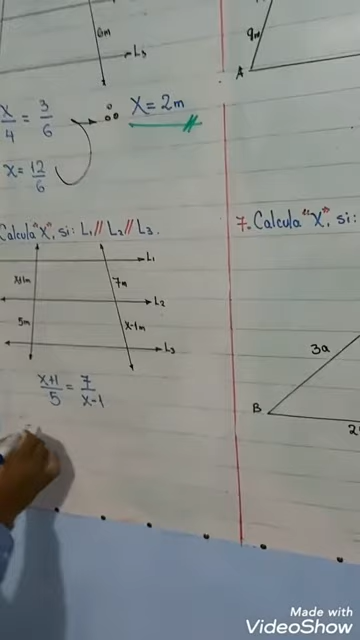 6m
L₃
x/4 = 3/6 ∴ X = 2m
x = 12/6
9m
A
Calcula "X", si: L₁ // L₂ // L₃.
L₁
x+1m
7m
L₂
5m
x-1m
L₃
x+1/5 = 7/x-1
7. Calcula "X", si:
3a
B
2
Made with
VideoShow